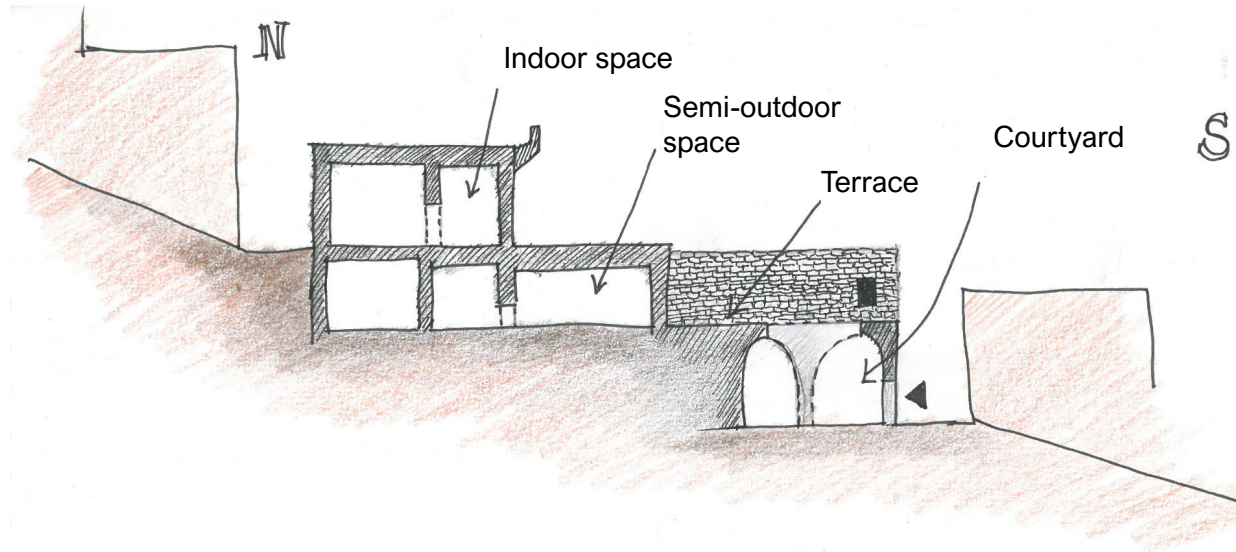 N
Indoor space
Semi-outdoor
space
Courtyard
S
Terrace